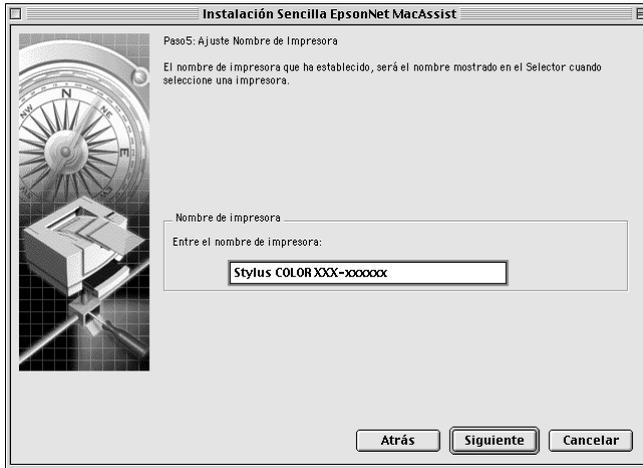 Instalación Sencilla EpsonNet MacAssist
Paso5: Ajuste Nombre de Impresora
El nombre de impresora que ha establecido, será el nombre mostrado en el Selector cuando
seleccione una impresora.
N
NE
E
NW
W
Nombre de impresora
Entre el nombre de impresora:
Stylus COLOR XXX-xxxxxx
Atrás
Siguiente
Cancelar